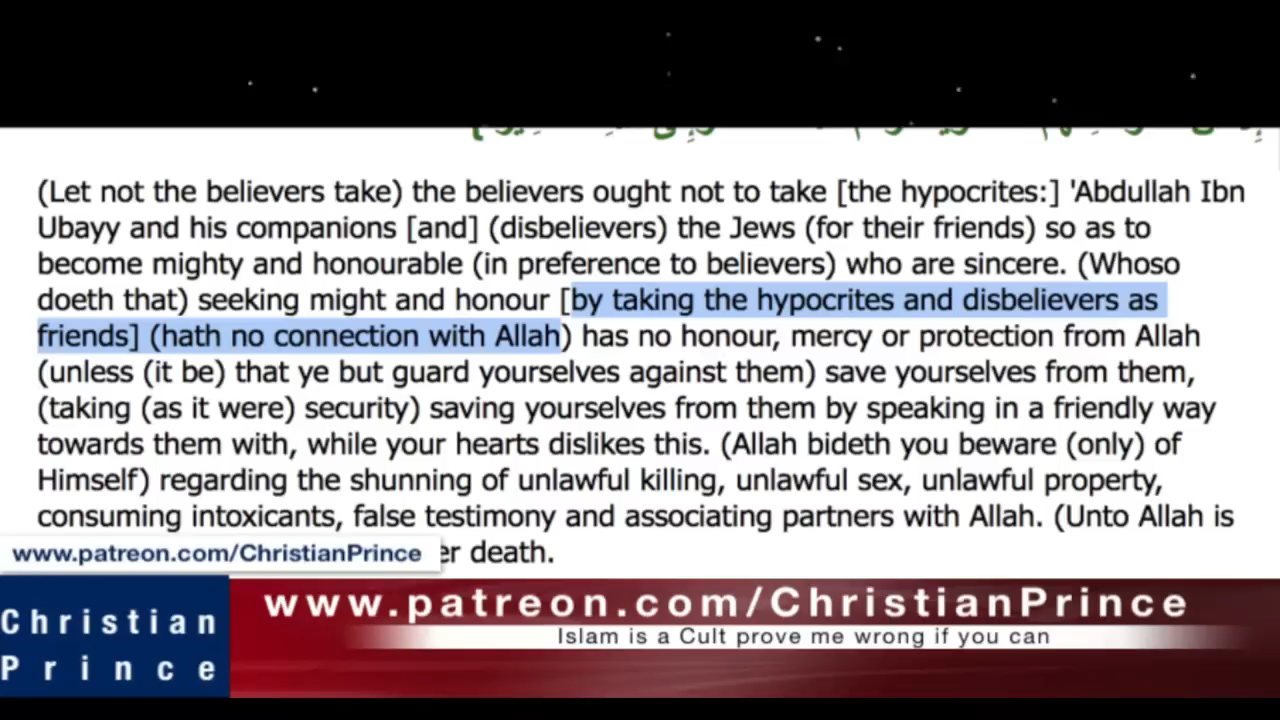 (Let not the believers take) the believers ought not to take [the hypocrites:] 'Abdullah Ibn
Ubayy and his companions [and] (disbelievers) the Jews (for their friends) so as to
become mighty and honourable (in preference to believers) who are sincere. (Whoso
doeth that) seeking might and honour [by taking the hypocrites and disbelievers as
friends] (hath no connection with Allah) has no honour, mercy or protection from Allah
(unless (it be) that ye but guard yourselves against them) save yourselves from them,
(taking (as it were) security) saving yourselves from them by speaking in a friendly way
towards them with, while your hearts dislikes this. (Allah bideth you beware (only) of
Himself) regarding the shunning of unlawful killing, unlawful sex, unlawful property,
consuming intoxicants, false testimony and associating partners with Allah. (Unto Allah is
death.
www.patreon.com/ChristianPrince
Christian
Prince
www.patreon.com/ChristianPrince
Islam is a Cult prove me wrong if you can